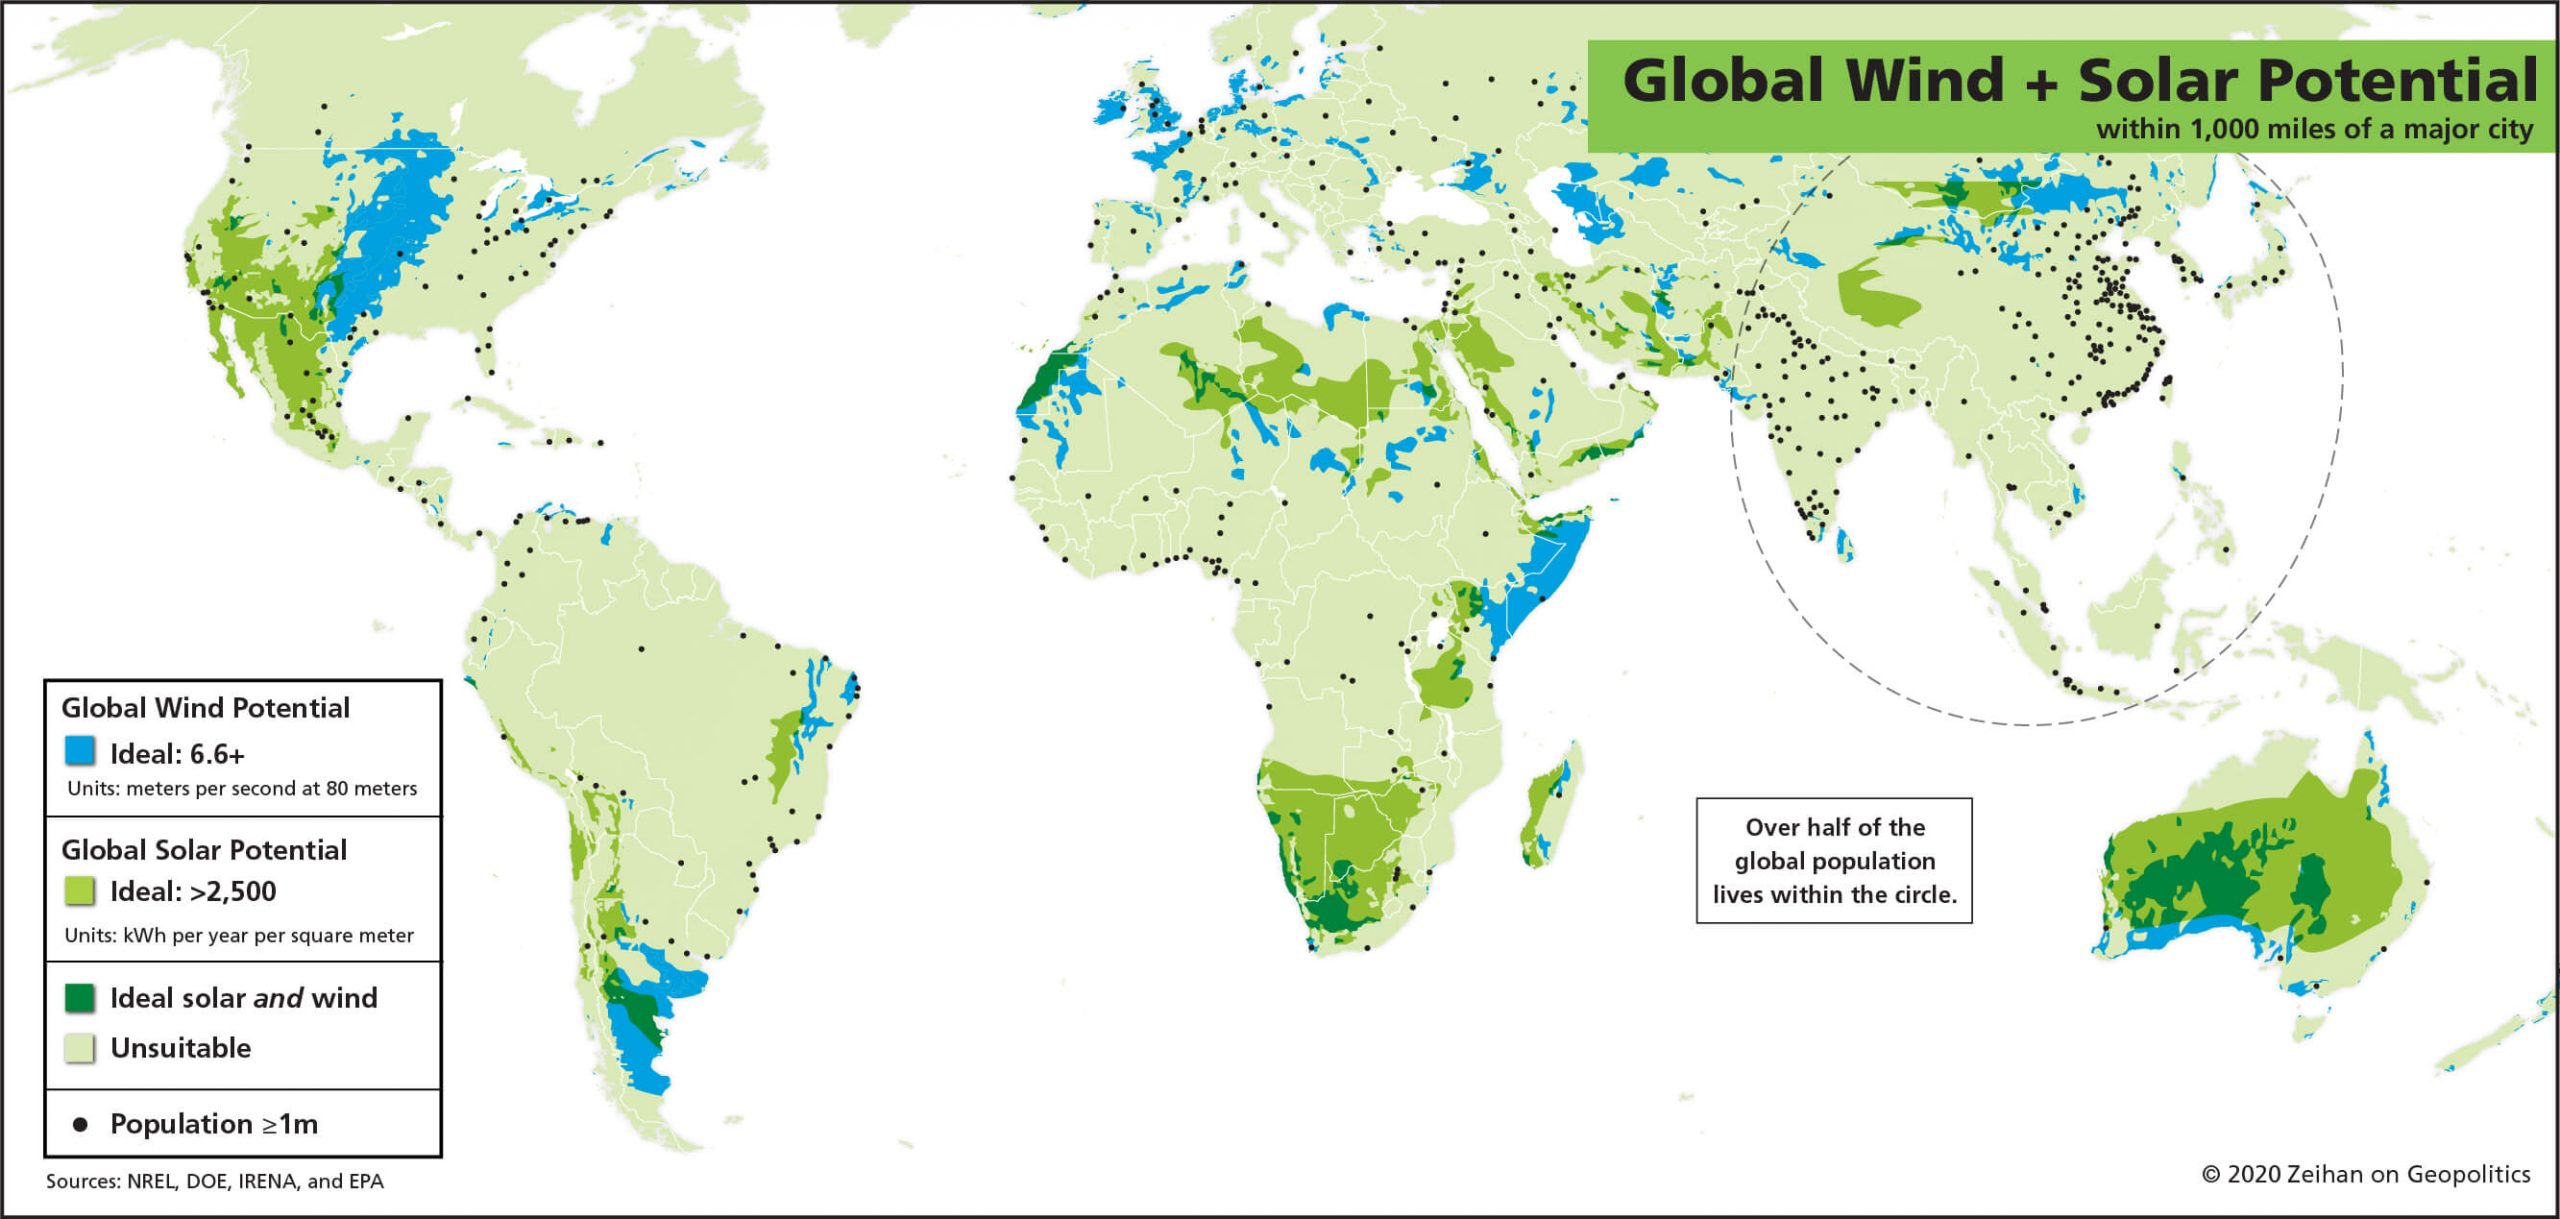 Global Wind + Solar Potential
within 1,000 miles of a major city
Global Wind Potential
Ideal: 6.6+
Units: meters per second at 80 meters
Global Solar Potential
Ideal: >2,500
Units: kWh per year per square meter
Ideal solar and wind
Unsuitable
Population ≥1m
Sources: NREL, DOE, IRENA, and EPA
Over half of the
global population
lives within the circle.
© 2020 Zeihan on Geopolitics